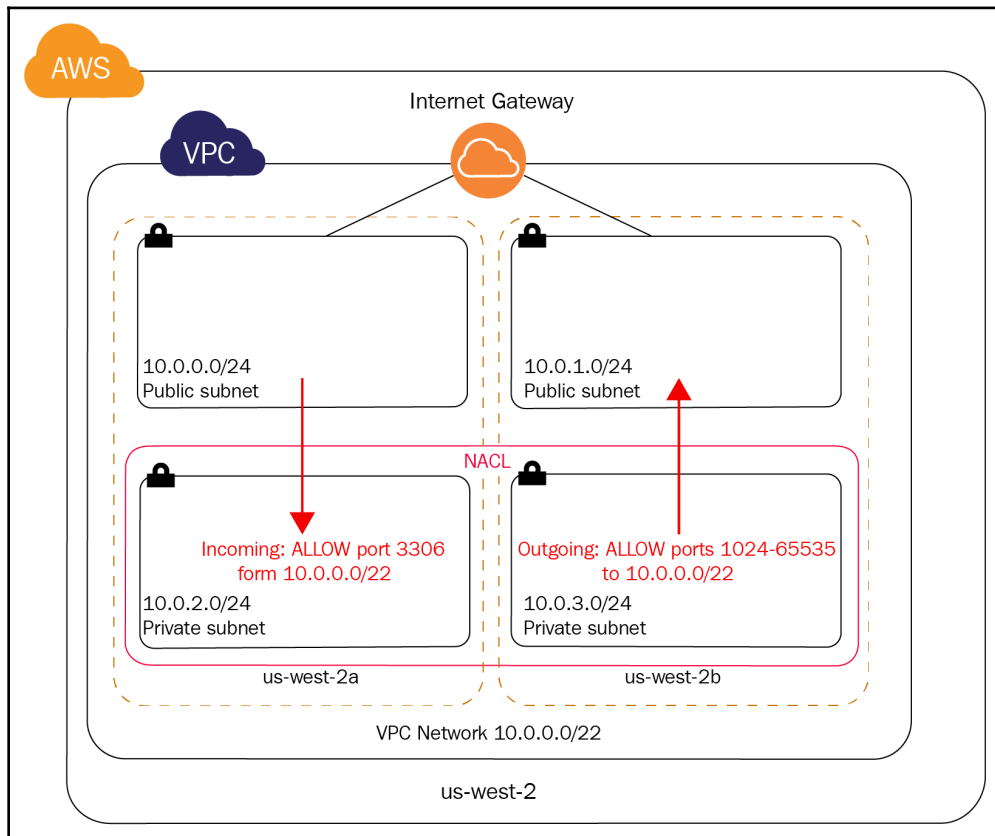 AWS
Internet Gateway
VPC
10.0.0.0/24
Public subnet
10.0.1.0/24
Public subnet
NACL
Incoming: ALLOW port 3306
form 10.0.0.0/22
Outgoing: ALLOW ports 1024-65535
to 10.0.0.0/22
10.0.2.0/24
Private subnet
10.0.3.0/24
Private subnet
us-west-2a
us-west-2b
VPC Network 10.0.0.0/22
us-west-2